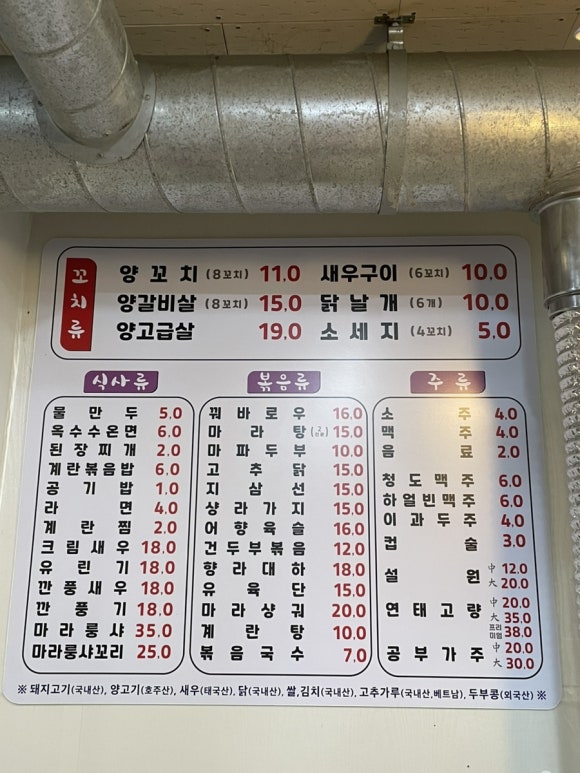 꼬치류
양꼬치 (8꼬치) 11.0 새우구이 (6꼬치) 10.0
양갈비살 (8꼬치) 15.0 닭날개 (6개) 10.0
양고급살 19.0 소세지 (4꼬치) 5.0
식사류
물만두 5.0
옥수수온면 6.0
된장찌개 2.0
계란볶음밥 6.0
공기밥 1.0
라면 4.0
계란찜 2.0
크림새우 18.0
유린기 18.0
깐풍새우 18.0
깐풍기 18.0
마라룽샤 35.0
마라룽샤꼬리 25.0
볶음류
꿔바로우 16.0
마라탕 15.0
마파두부 10.0
고추닭 15.0
지삼선 15.0
샹라가지 15.0
어향육슬 16.0
건두부볶음 12.0
향라대하 18.0
유육단 15.0
마라샹궈 20.0
계란탕 10.0
볶음국수 7.0
주류
소주 4.0
맥주 4.0
음료 2.0
청도맥주 6.0
하얼빈맥주 6.0
이과두주 4.0
컵술 3.0
설원 中 12.0
大 20.0
연태고량 中 20.0
大 35.0
프리미엄 38.0
공부가주 中 20.0
大 30.0
※ 돼지고기(국내산), 양고기(호주산), 새우(태국산), 닭(국내산), 쌀,김치(국내산), 고추가루(국내산,베트남), 두부콩(외국산) ※